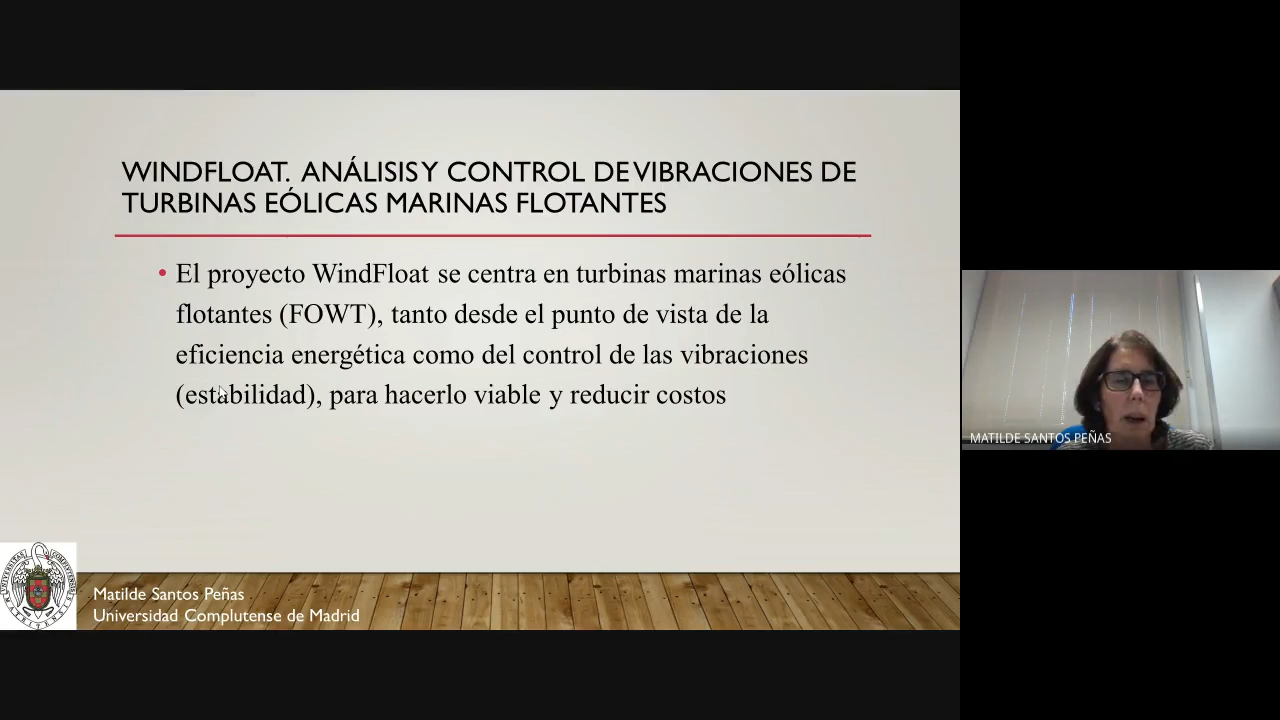 WINDFLOAT. ANÁLISIS Y CONTROL DE VIBRACIONES DE
TURBINAS EÓLICAS MARINAS FLOTANTES
• El proyecto WindFloat se centra en turbinas marinas eólicas
flotantes (FOWT), tanto desde el punto de vista de la
eficiencia energética como del control de las vibraciones
(estabilidad), para hacerlo viable y reducir costos
MATILDE SANTOS PEÑAS
Matilde Santos Peñas
Universidad Complutense de Madrid